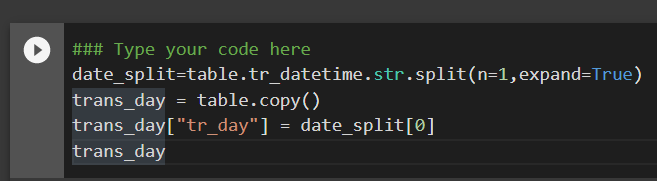 ### Type your code here
date_split=table.tr_datetime.str.split(n=1,expand=True)
trans_day = table.copy()
trans_day["tr_day"] = date_split[0]
trans_day